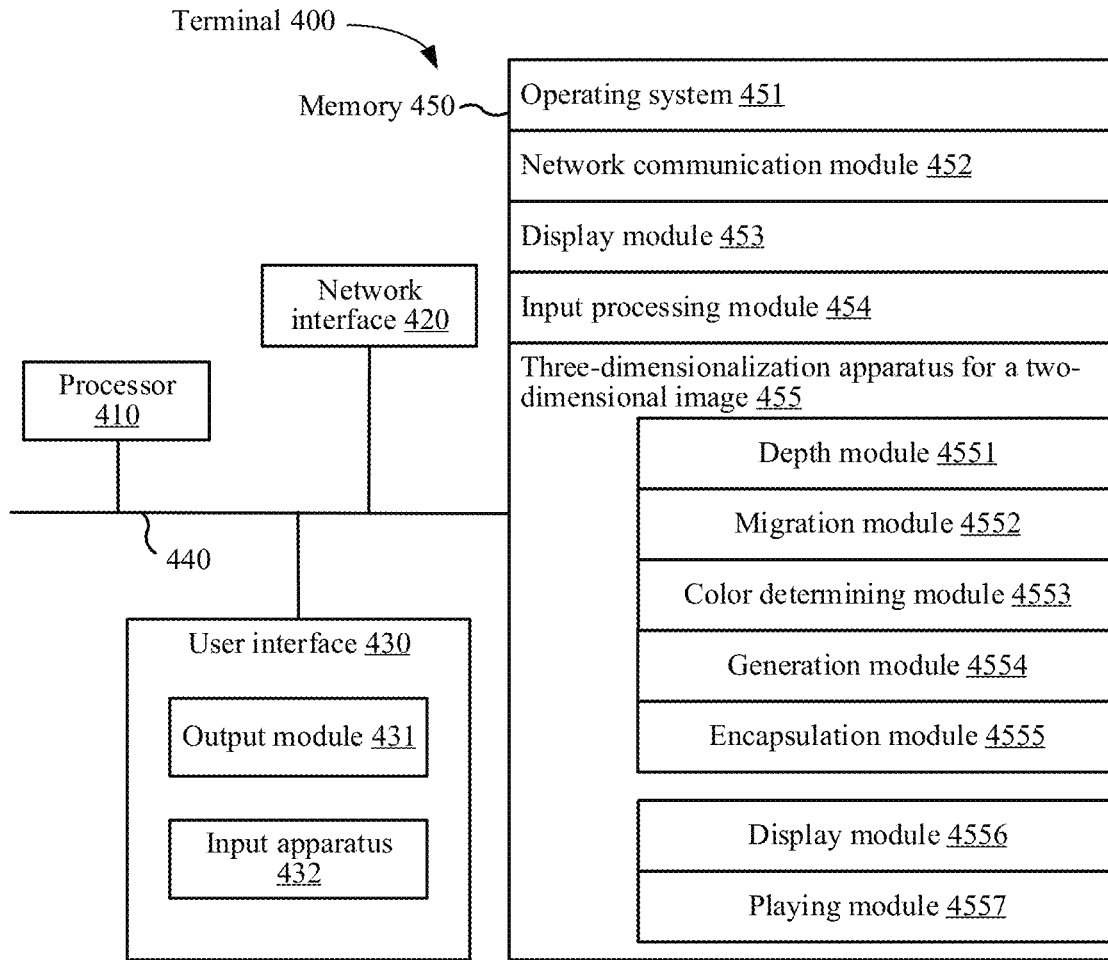 Terminal 400
Memory 450
Operating system 451
Network communication module 452
Display module 453
Input processing module 454
Three-dimensionalization apparatus for a two-
dimensional image 455
Depth module 4551
Migration module 4552
Color determining module 4553
Generation module 4554
Encapsulation module 4555
Display module 4556
Playing module 4557
Network
interface 420
Processor
410
440
User interface 430
Output module 431
Input apparatus
432